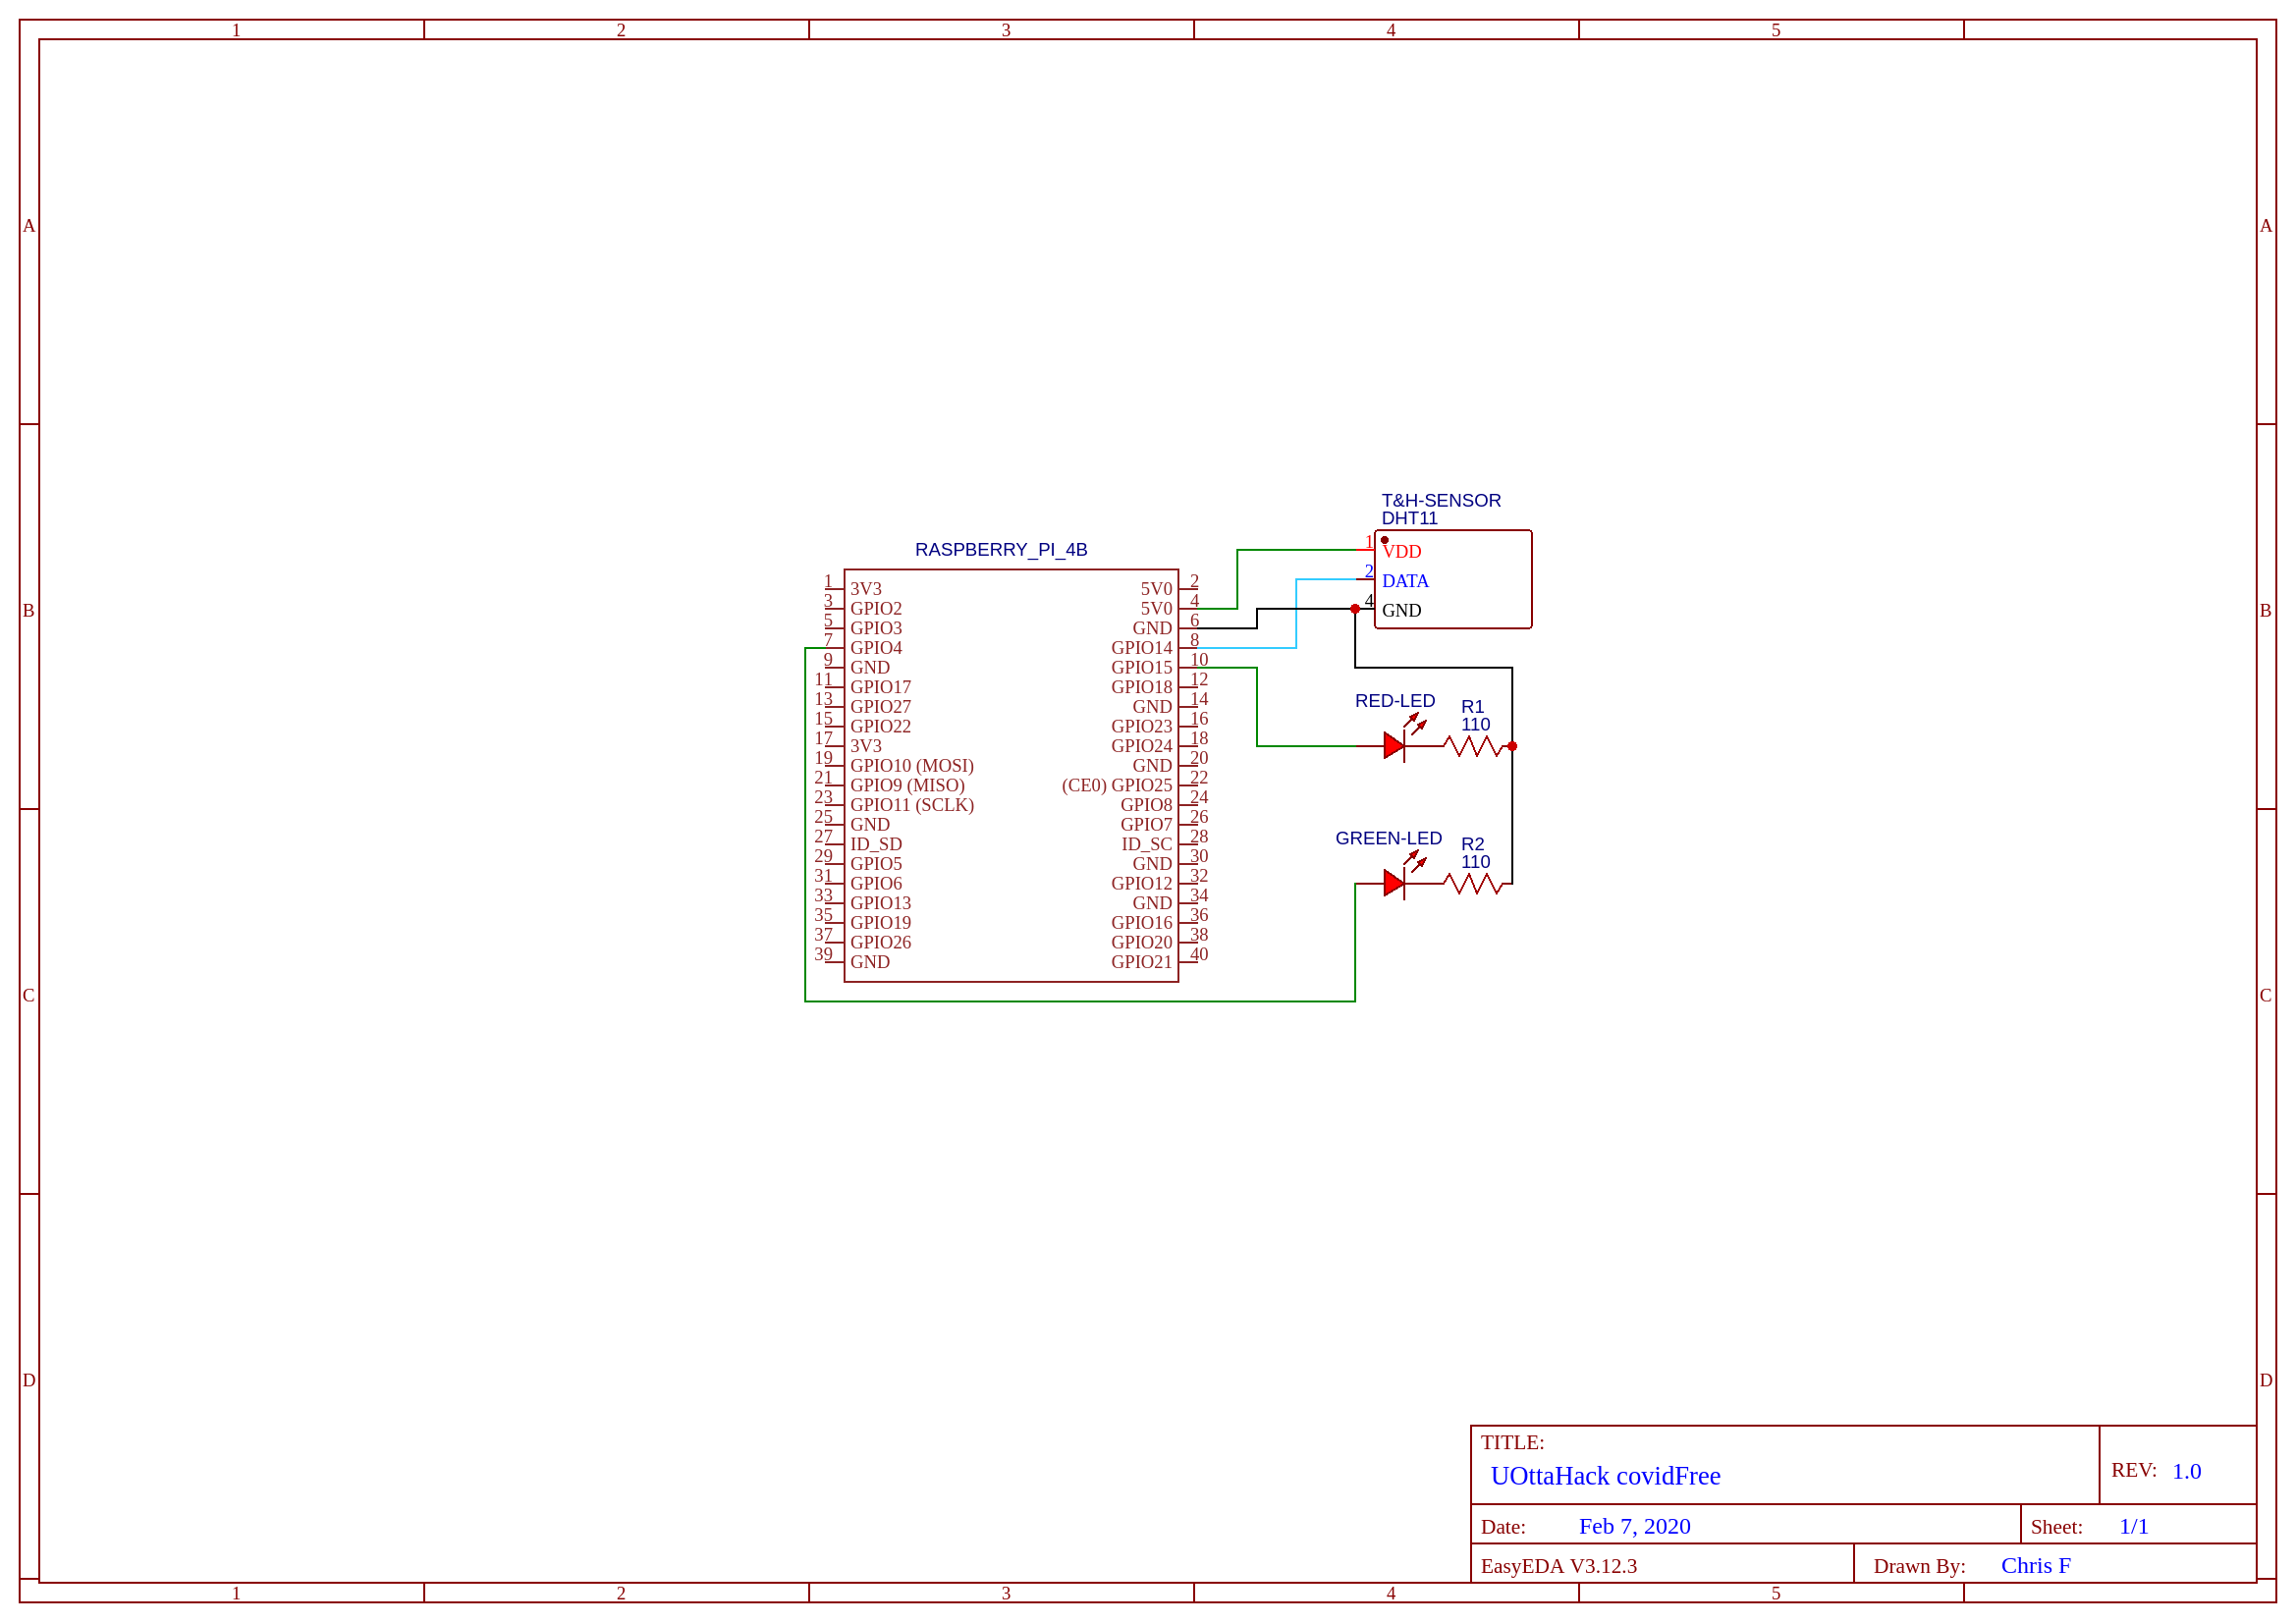 1 2 3 4 5
A A
T&H-SENSOR
DHT11
1 VDD
2 DATA
4 GND
RASPBERRY_PI_4B
1 3V3 5V0 2
3 GPIO2 5V0 4
5 GPIO3 GND 6
7 GPIO4 GPIO14 8
9 GND GPIO15 10
11 GPIO17 GPIO18 12
13 GPIO27 GND 14
15 GPIO22 GPIO23 16
17 3V3 GPIO24 18
19 GPIO10 (MOSI) GND 20
21 GPIO9 (MISO) (CE0) GPIO25 22
23 GPIO11 (SCLK) GPIO8 24
25 GND GPIO7 26
27 ID_SD ID_SC 28
29 GPIO5 GND 30
31 GPIO6 GPIO12 32
33 GPIO13 GND 34
35 GPIO19 GPIO16 36
37 GPIO26 GPIO20 38
39 GND GPIO21 40
RED-LED
R1
110
GREEN-LED
R2
110
B B
C C
D D
TITLE:
UOttaHack covidFree
REV: 1.0
Date: Feb 7, 2020
Sheet: 1/1
EasyEDA V3.12.3
Drawn By: Chris F
1 2 3 4 5